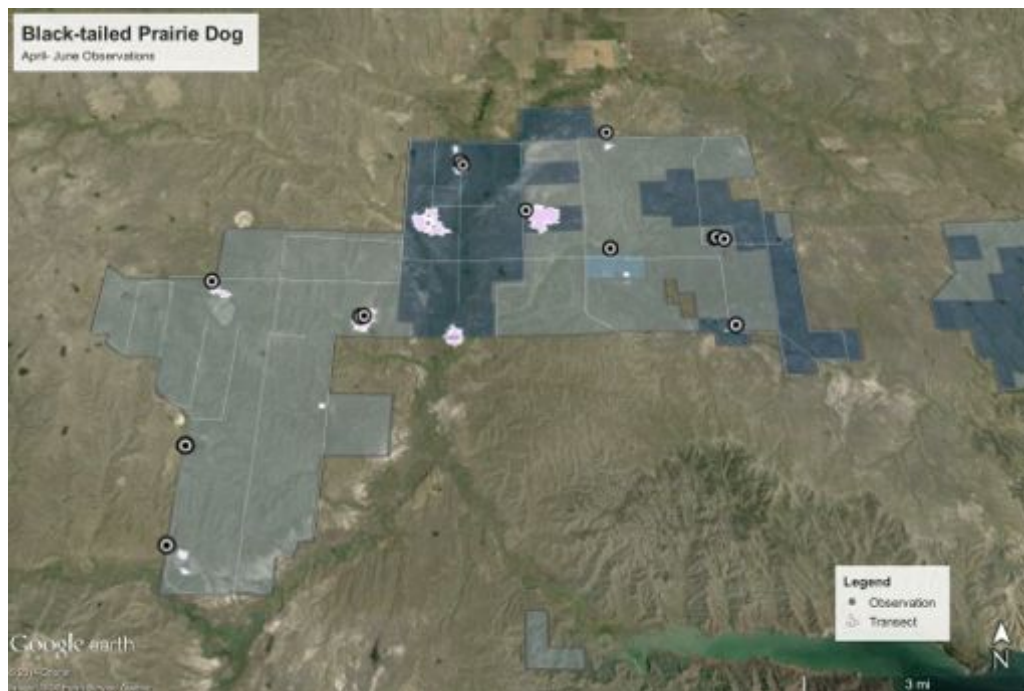 Black-tailed Prairie Dog
April- June Observations
Legend
Observation
Transect
Google earth
N
3 mi